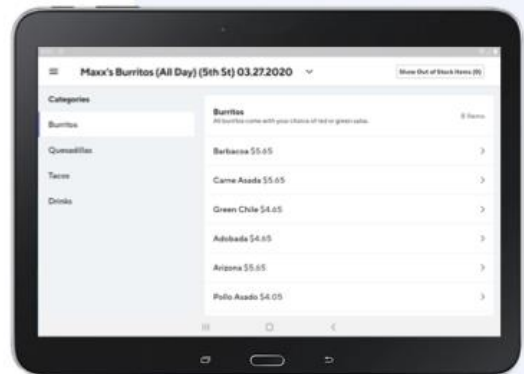 Maxx's Burritos (All Day) (5th St) 03.27.2020
Show Out of Stock Items (0)
Categories
Burritos
Quesadillas
Tacos
Drinks
Burritos
All burritos come with your choice of red or green salsa.
8 Items
Barbacoa $5.65
Carne Asada $5.65
Green Chile $4.65
Adobada $4.65
Arizona $5.65
Pollo Asado $4.05